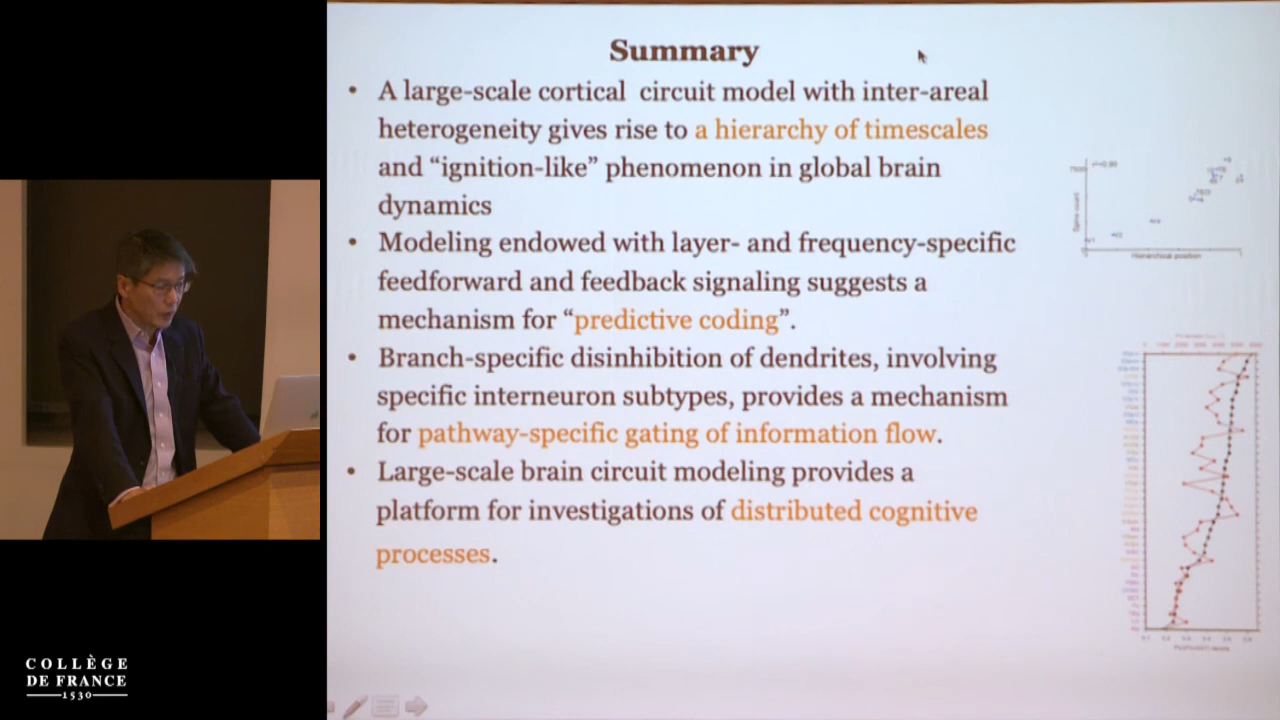 Summary
• A large-scale cortical circuit model with inter-areal
heterogeneity gives rise to a hierarchy of timescales
and “ignition-like” phenomenon in global brain
dynamics
• Modeling endowed with layer- and frequency-specific
feedforward and feedback signaling suggests a
mechanism for “predictive coding”.
• Branch-specific disinhibition of dendrites, involving
specific interneuron subtypes, provides a mechanism
for pathway-specific gating of information flow.
• Large-scale brain circuit modeling provides a
platform for investigations of distributed cognitive
processes.
Spine count
Hierarchical position
COLLÈGE
DE FRANCE
1530